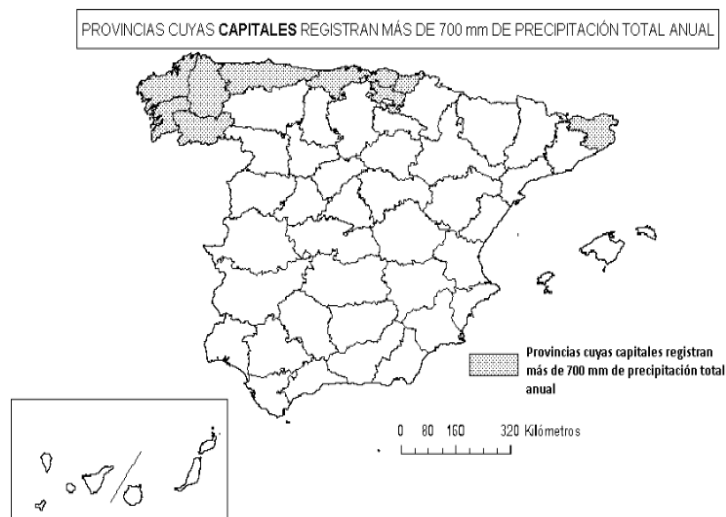 PROVINCIAS CUYAS CAPITALES REGISTRAN MÁS DE 700 mm DE PRECIPITACIÓN TOTAL ANUAL
Provincias cuyas capitales registran
más de 700 mm de precipitación total
anual
0 80 160 320 Kilómetros